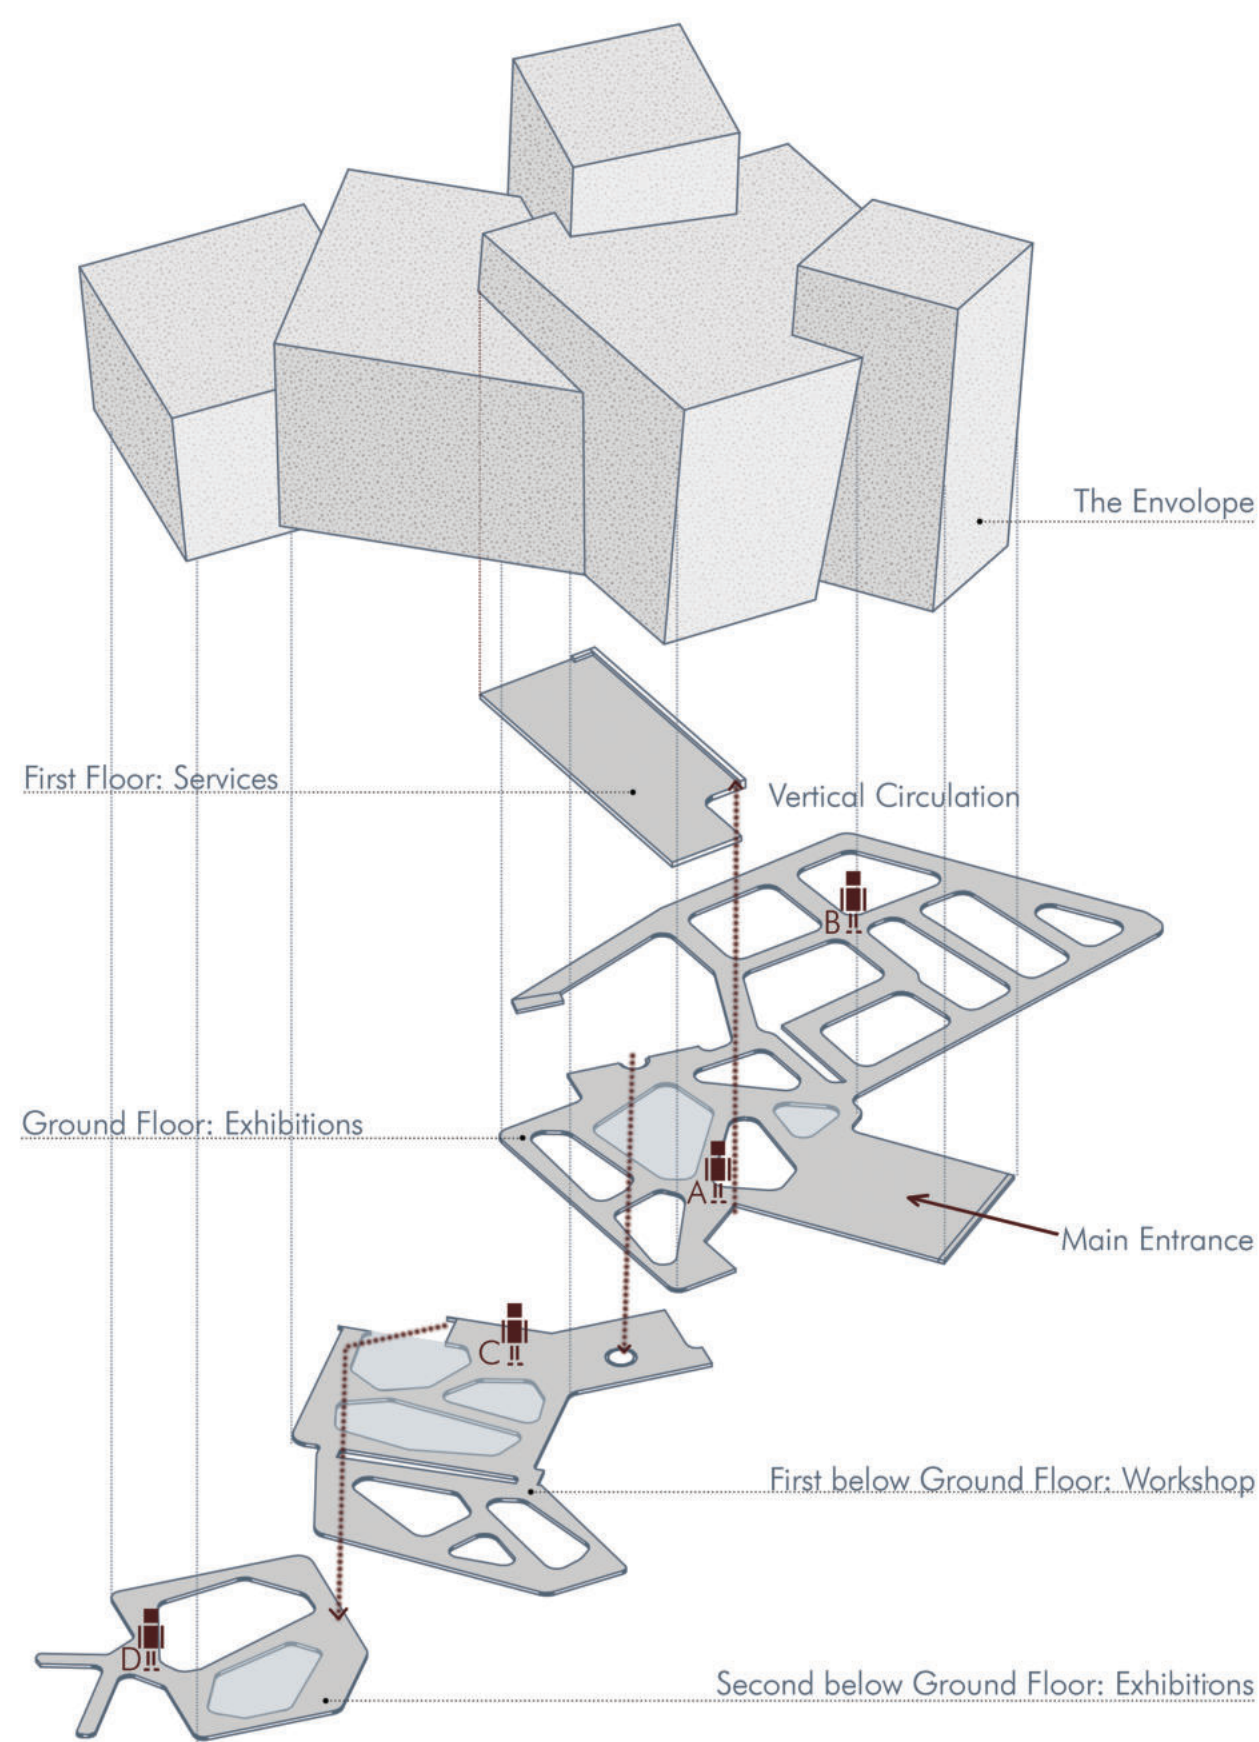 The Envolope
First Floor: Services
Vertical Circulation
B
Ground Floor: Exhibitions
A
Main Entrance
C
First below Ground Floor: Workshop
D
Second below Ground Floor: Exhibitions